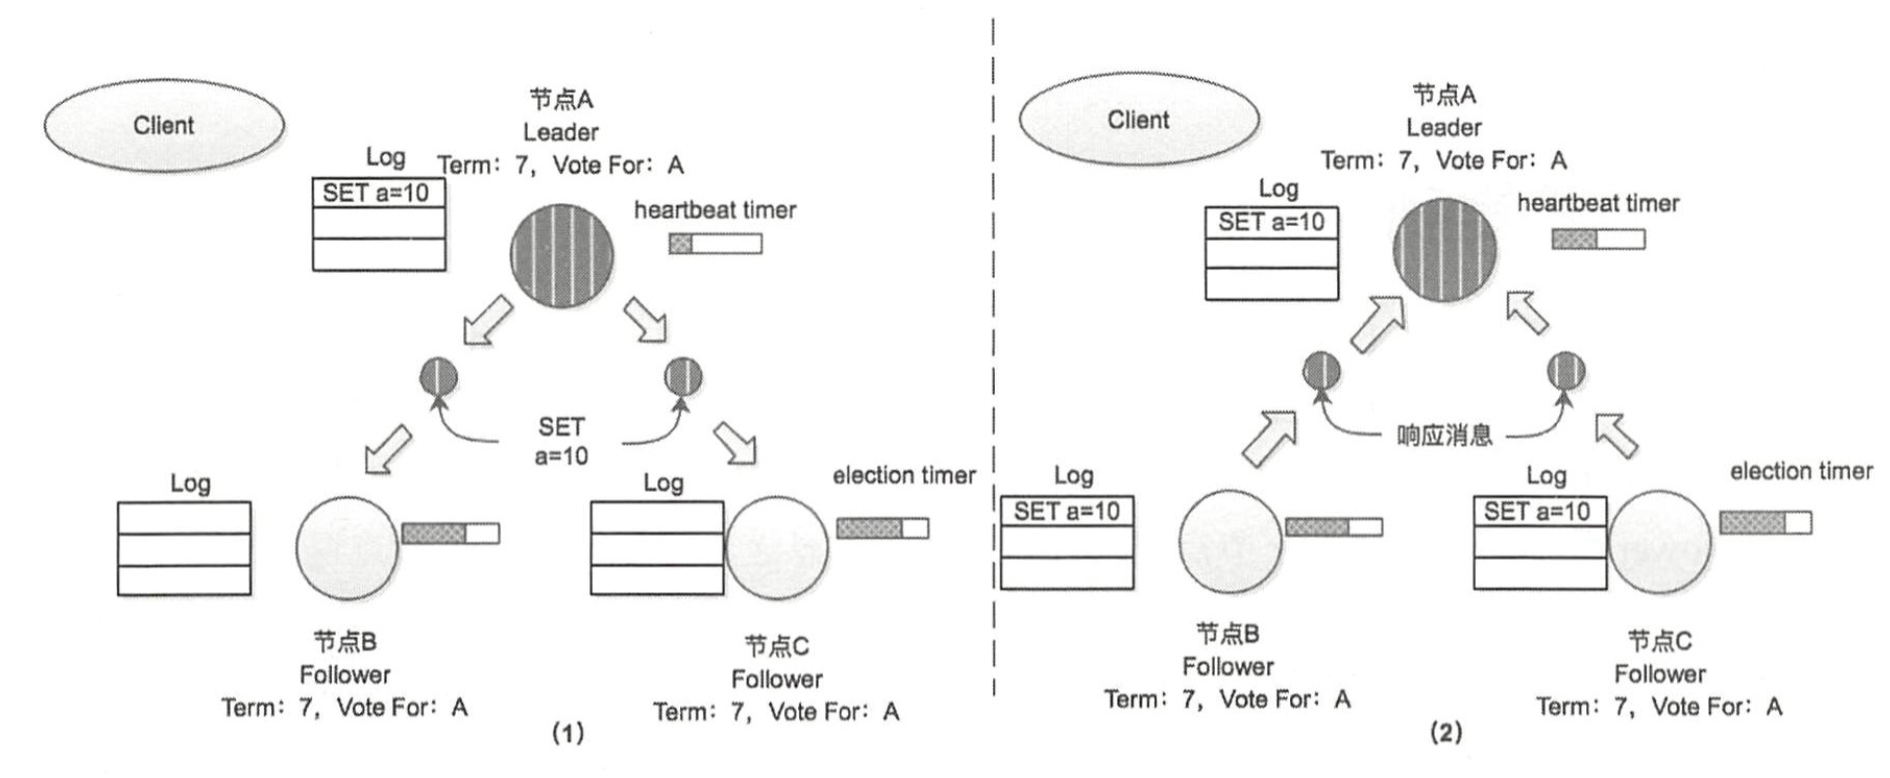 Client
节点A
Leader
Term：7，Vote For：A
Log
SET a=10
heartbeat timer
SET
a=10
Log
Log
election timer
节点B
Follower
Term：7，Vote For：A
节点C
Follower
Term：7，Vote For：A
(1)
Client
节点A
Leader
Term：7，Vote For：A
Log
SET a=10
heartbeat timer
响应消息
Log
SET a=10
Log
SET a=10
election timer
节点B
Follower
Term：7，Vote For：A
节点C
Follower
Term：7，Vote For：A
(2)